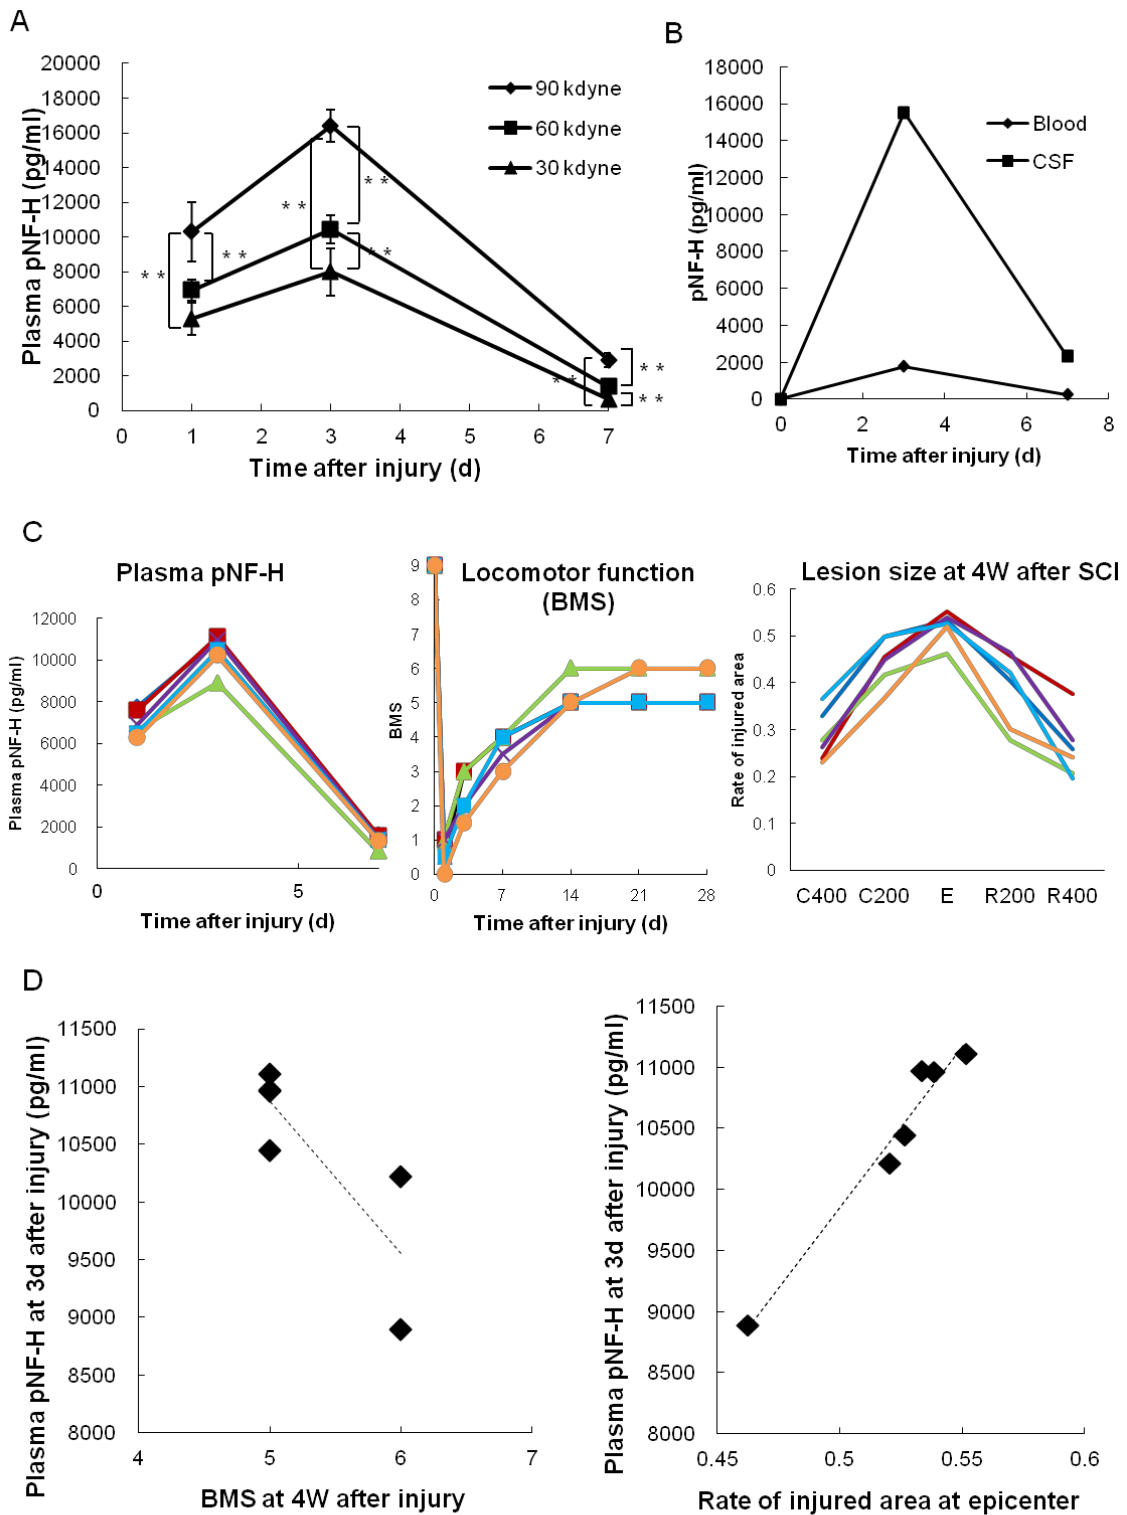 A
Plasma pNF-H (pg/ml)
20000
18000
16000
14000
12000
10000
8000
6000
4000
2000
0
0 1 2 3 4 5 6 7
Time after injury (d)
90 kdyne
60 kdyne
30 kdyne
**
**
**
**
**
**
**
**
B
pNF-H (pg/ml)
18000
16000
14000
12000
10000
8000
6000
4000
2000
0
0 2 4 6 8
Time after injury (d)
Blood
CSF
C
Plasma pNF-H
Plasma pNF-H (pg/ml)
12000
10000
8000
6000
4000
2000
0
0 5
Time after injury (d)
Locomotor function
(BMS)
BMS
9
8
7
6
5
4
3
2
1
0
0 7 14 21 28
Time after injury (d)
Lesion size at 4W after SCI
Rate of injured area
0.6
0.5
0.4
0.3
0.2
0.1
0
C400 C200 E R200 R400
D
Plasma pNF-H at 3d after injury (pg/ml)
11500
11000
10500
10000
9500
9000
8500
8000
4 5 6 7
BMS at 4W after injury
Plasma pNF-H at 3d after injury (pg/ml)
11500
11000
10500
10000
9500
9000
8500
8000
0.45 0.5 0.55 0.6
Rate of injured area at epicenter